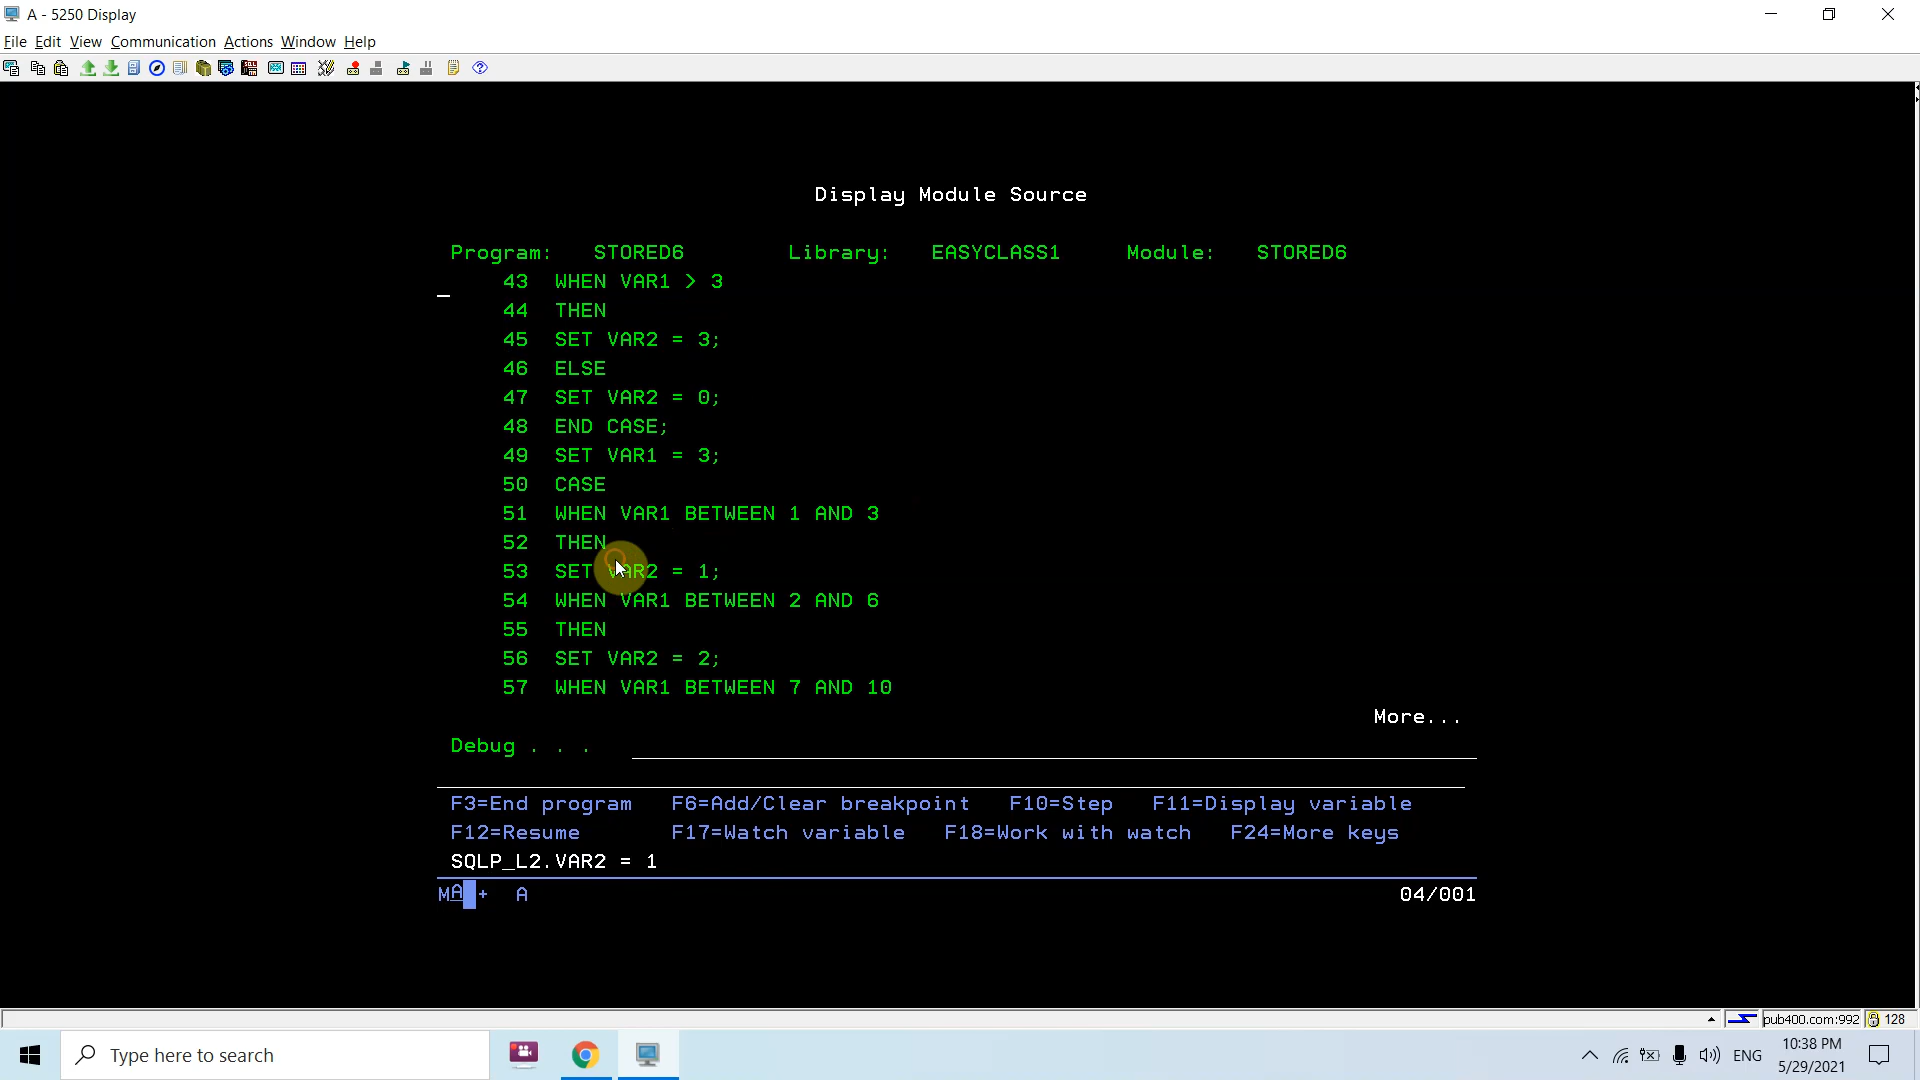 A - 5250 Display
File Edit View Communication Actions Window Help
Display Module Source
Program: STORED6 Library: EASYCLASS1 Module: STORED6
43 WHEN VAR1 > 3
44 THEN
45 SET VAR2 = 3;
46 ELSE
47 SET VAR2 = 0;
48 END CASE;
49 SET VAR1 = 3;
50 CASE
51 WHEN VAR1 BETWEEN 1 AND 3
52 THEN
53 SET VAR2 = 1;
54 WHEN VAR1 BETWEEN 2 AND 6
55 THEN
56 SET VAR2 = 2;
57 WHEN VAR1 BETWEEN 7 AND 10
More...
Debug . . .
F3=End program F6=Add/Clear breakpoint F10=Step F11=Display variable
F12=Resume F17=Watch variable F18=Work with watch F24=More keys
SQLP_L2.VAR2 = 1
MA + A 04/001
pub400.com:992 128
Type here to search
ENG
10:38 PM
5/29/2021